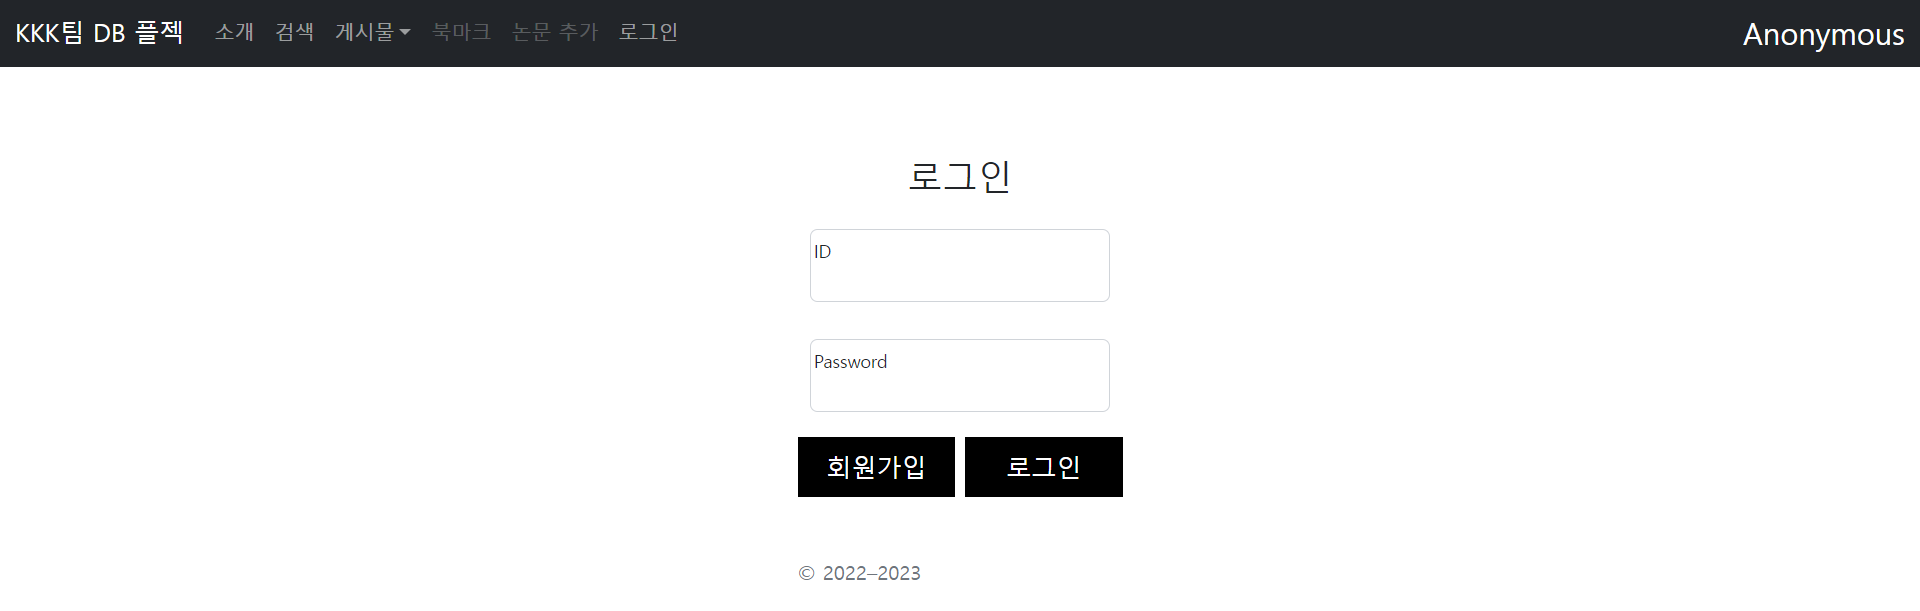 KKK팀 DB 플젝 소개 검색 게시물 북마크 논문 추가 로그인 Anonymous
로그인
ID
Password
회원가입 로그인
© 2022–2023